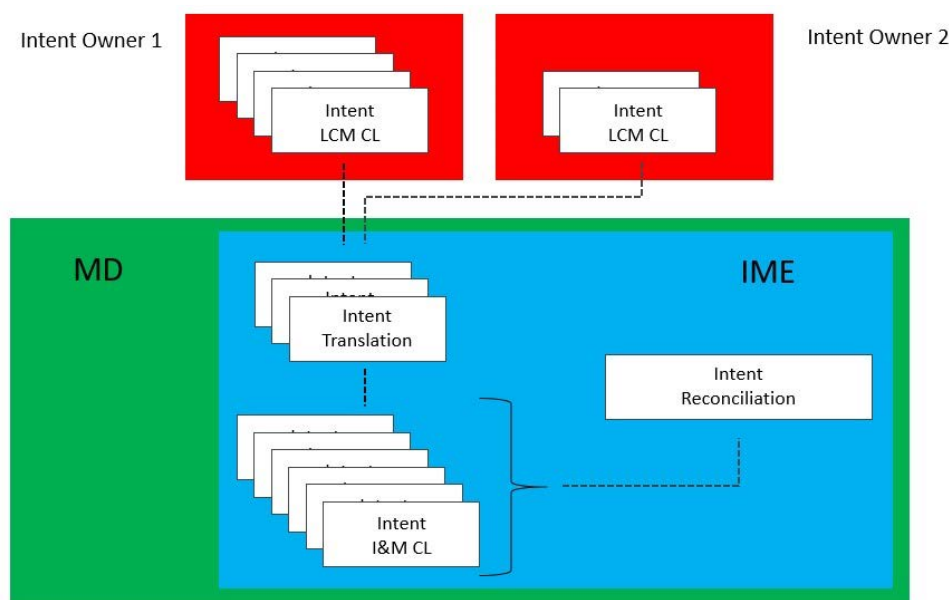 Intent Owner 1
Intent Owner 2
Intent
LCM CL
Intent
LCM CL
MD
IME
Intent
Translation
Intent
Reconciliation
Intent
I&M CL